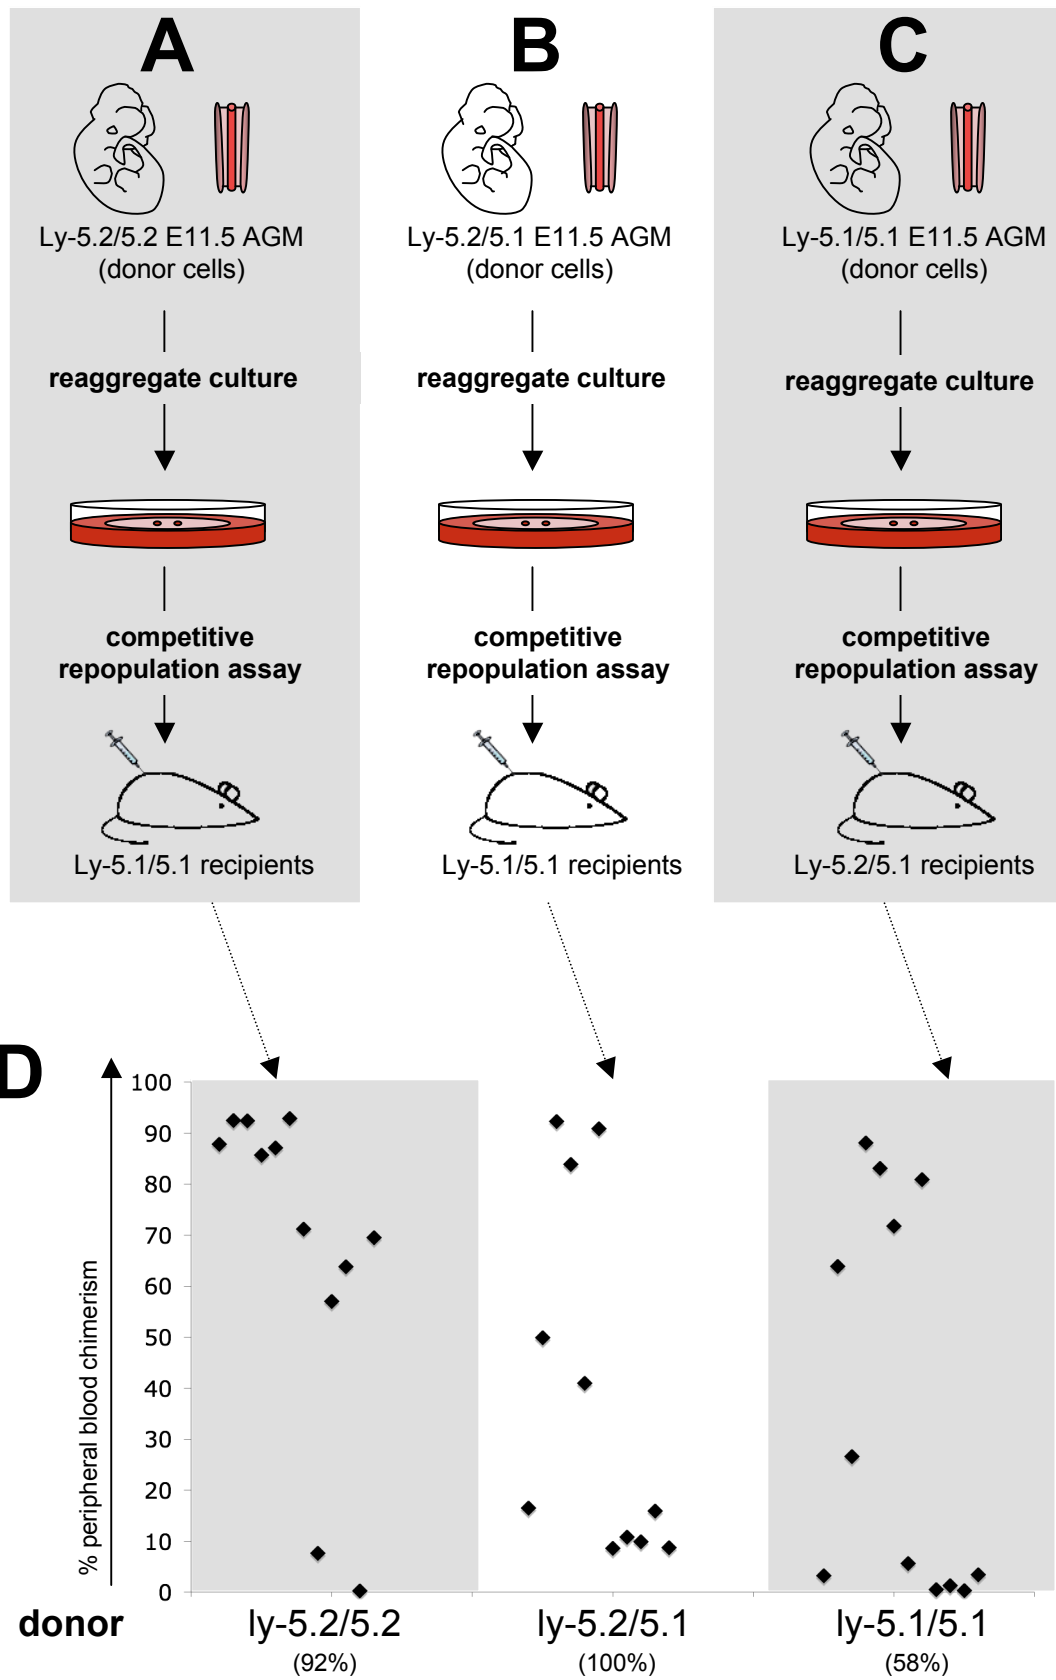 A
B
C
Ly-5.2/5.2 E11.5 AGM
(donor cells)
Ly-5.2/5.1 E11.5 AGM
(donor cells)
Ly-5.1/5.1 E11.5 AGM
(donor cells)
reaggregate culture
reaggregate culture
reaggregate culture
competitive
repopulation assay
competitive
repopulation assay
competitive
repopulation assay
Ly-5.1/5.1 recipients
Ly-5.1/5.1 recipients
Ly-5.2/5.1 recipients
D
% peripheral blood chimerism
100
90
80
70
60
50
40
30
20
10
0
donor
ly-5.2/5.2
ly-5.2/5.1
ly-5.1/5.1
(92%)
(100%)
(58%)